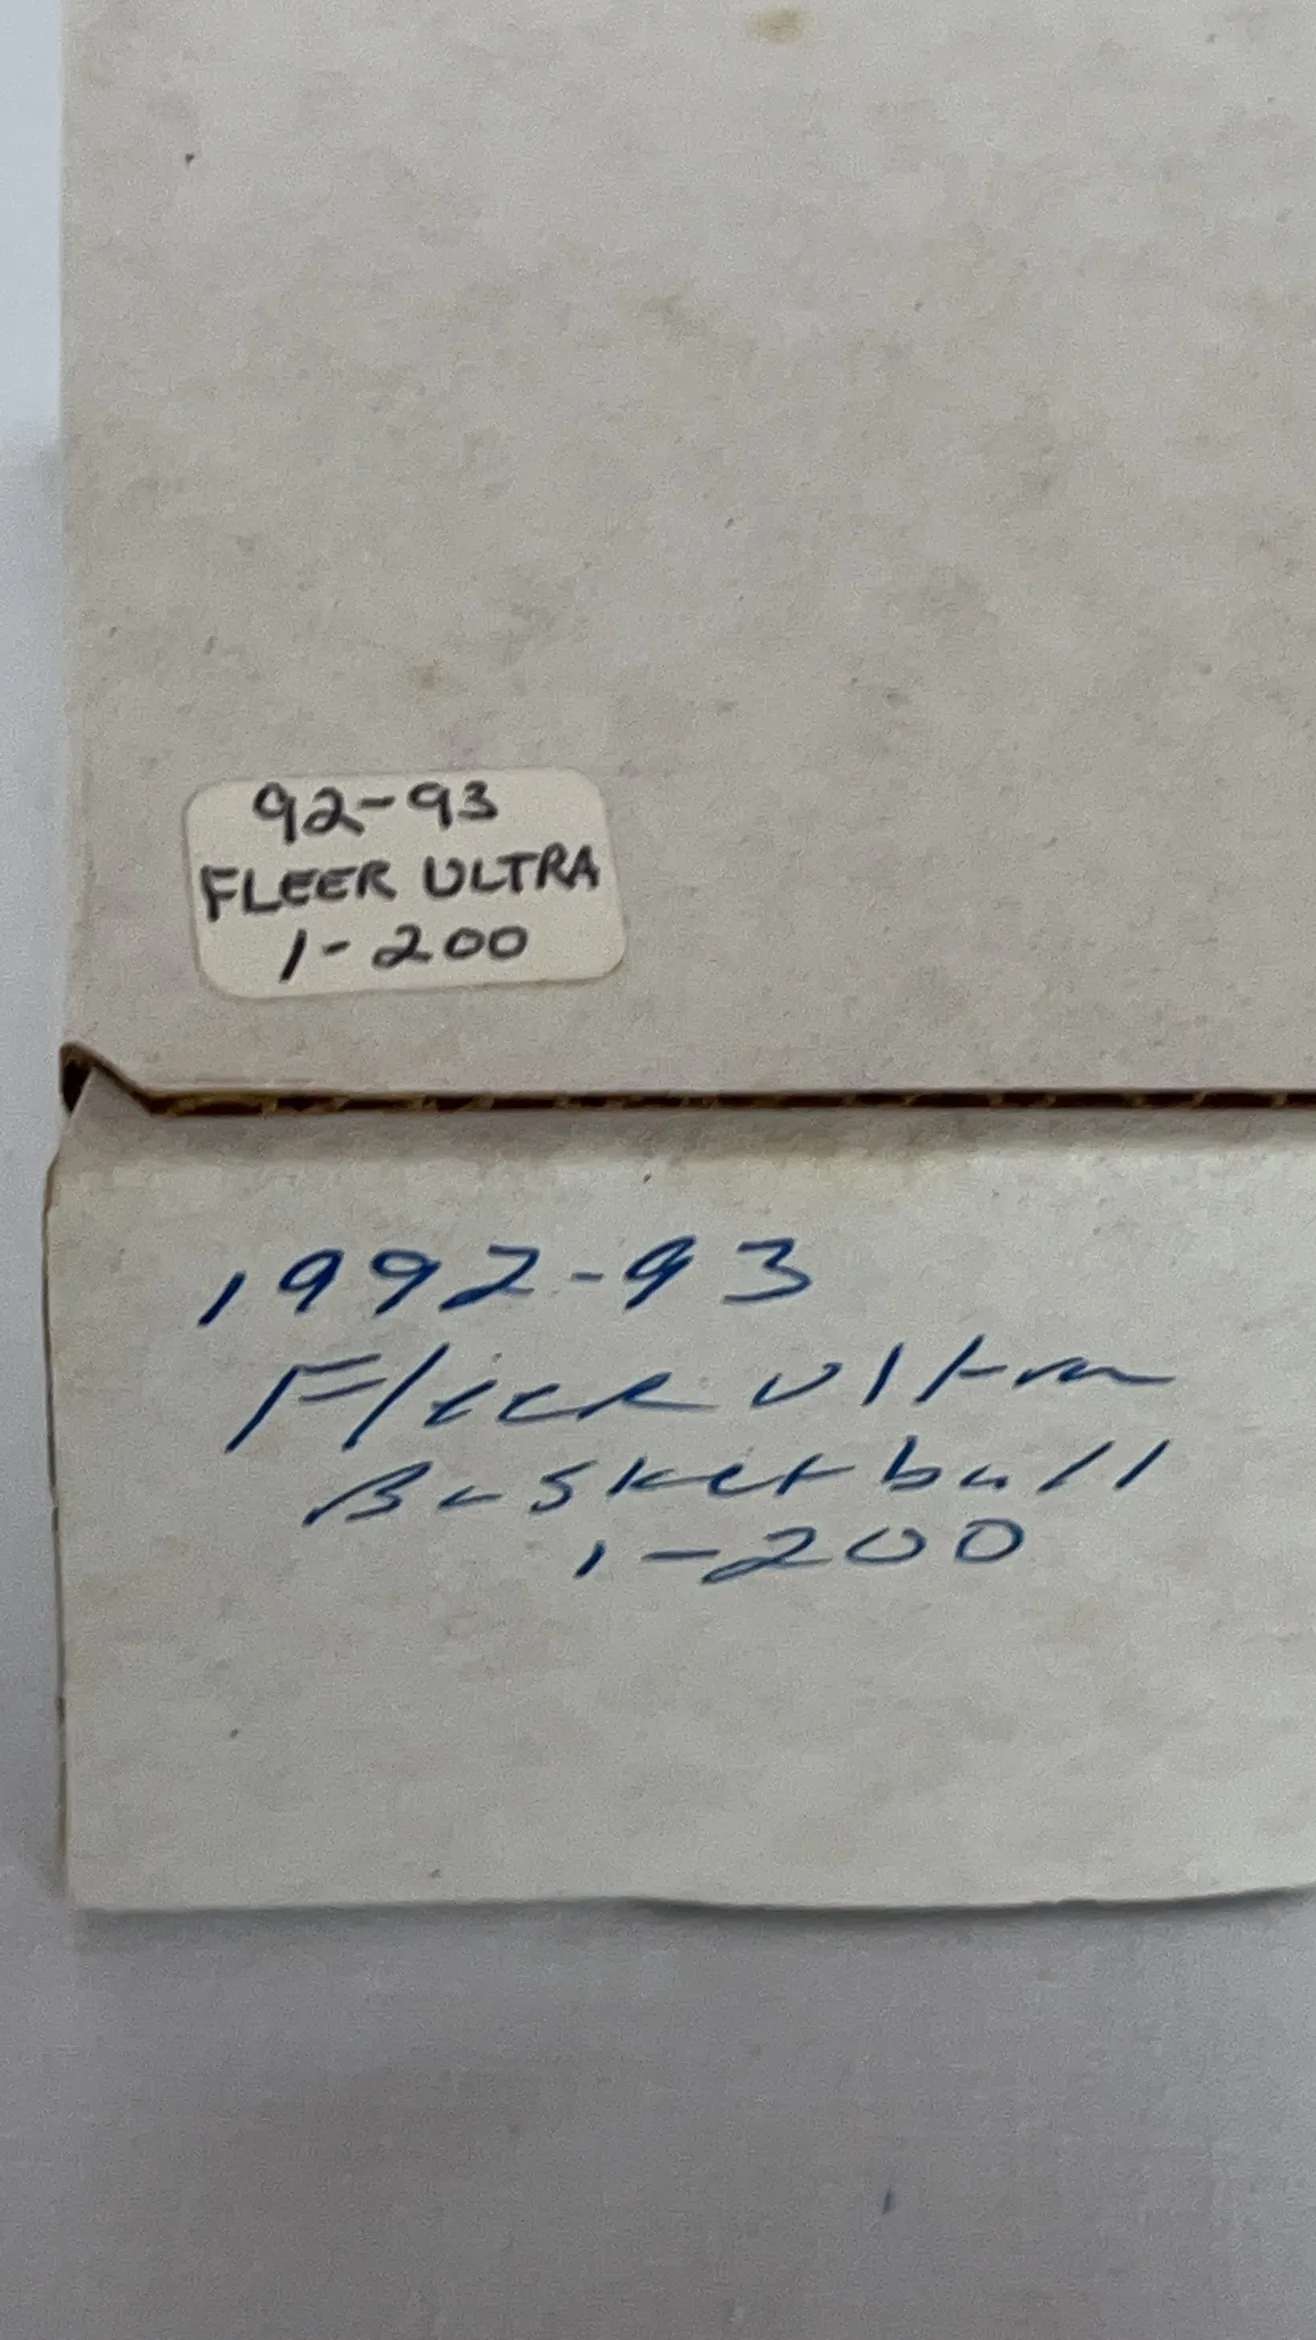 92-93
FLEER ULTRA
1-200
1992-93
Fleer ultra
Basketball
1-200